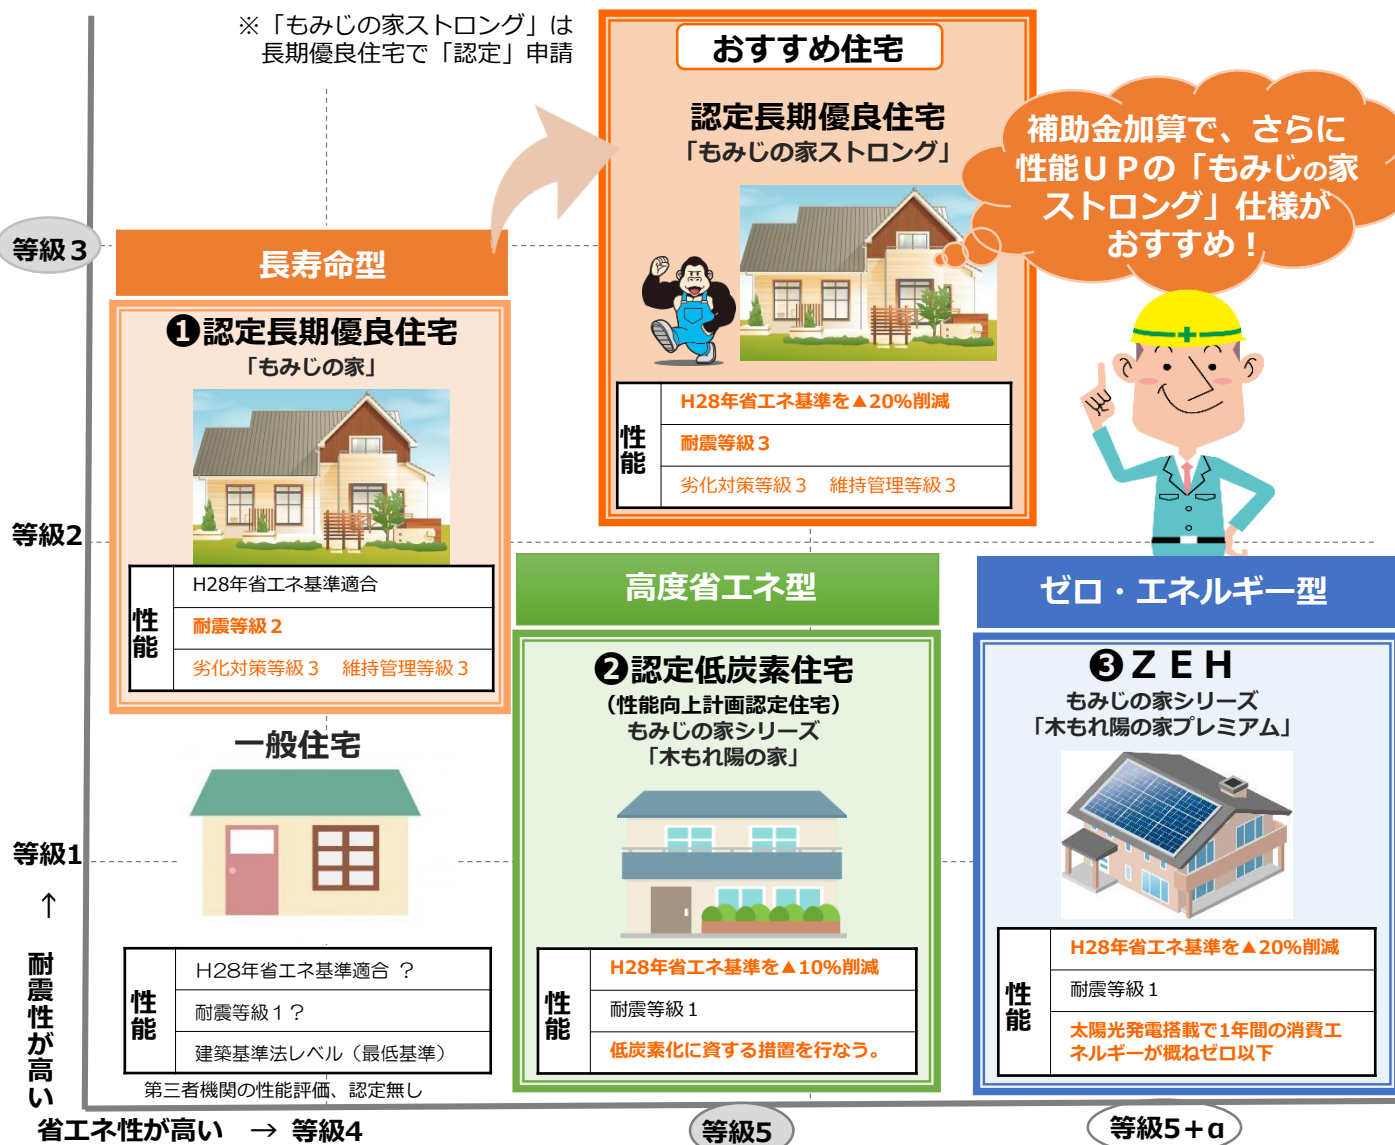 ※「もみじの家ストロング」は
長期優良住宅で「認定」申請
おすすめ住宅
認定長期優良住宅
「もみじの家ストロング」
補助金加算で、さらに
性能ＵＰの「もみじの家
ストロング」仕様が
おすすめ！
性能
H28年省エネ基準を▲20%削減
耐震等級３
劣化対策等級３　維持管理等級３
等級３
長寿命型
❶認定長期優良住宅
「もみじの家」
性能
H28年省エネ基準適合
耐震等級２
劣化対策等級３　維持管理等級３
等級2
高度省エネ型
❷認定低炭素住宅
（性能向上計画認定住宅）
もみじの家シリーズ
「木もれ陽の家」
性能
H28年省エネ基準を▲10%削減
耐震等級１
低炭素化に資する措置を行なう。
ゼロ・エネルギー型
❸ＺＥＨ
もみじの家シリーズ
「木もれ陽の家プレミアム」
性能
H28年省エネ基準を▲20%削減
耐震等級１
太陽光発電搭載で1年間の消費エ
ネルギーが概ねゼロ以下
一般住宅
等級1
性能
H28年省エネ基準適合 ？
耐震等級１？
建築基準法レベル（最低基準）
第三者機関の性能評価、認定無し
↑
耐震性が高い
省エネ性が高い　→ 等級4
等級5
等級5+α